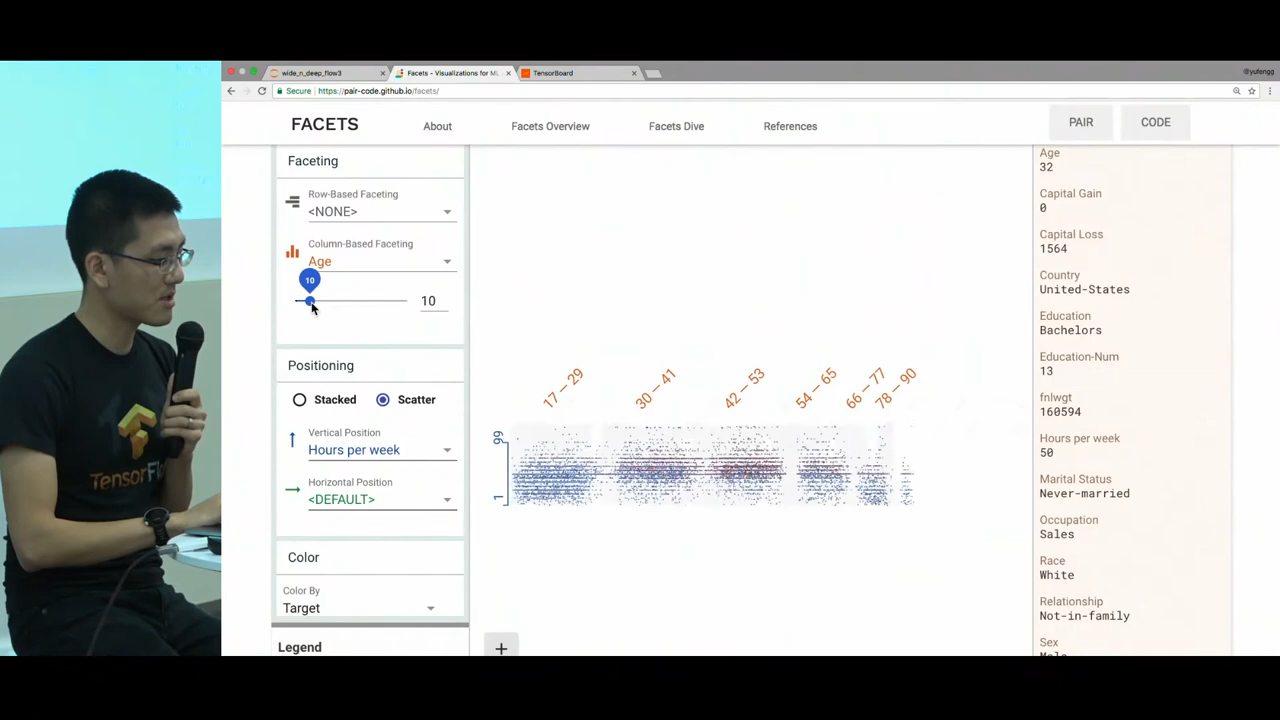 wide_n_deep_flow3
Facets - Visualizations for ML
TensorBoard
@yufengg
Secure
https://pair-code.github.io/facets/
FACETS
About
Facets Overview
Facets Dive
References
PAIR
CODE
Faceting
Row-Based Faceting
<NONE>
Column-Based Faceting
Age
10
10
Positioning
Stacked
Scatter
Vertical Position
Hours per week
Horizontal Position
<DEFAULT>
Color
Color By
Target
Legend
17 – 29
30 – 41
42 – 53
54 – 65
66 – 77
78 – 90
99
1
+
Age
32
Capital Gain
0
Capital Loss
1564
Country
United-States
Education
Bachelors
Education-Num
13
fnlwgt
160594
Hours per week
50
Marital Status
Never-married
Occupation
Sales
Race
White
Relationship
Not-in-family
Sex
TensorFl